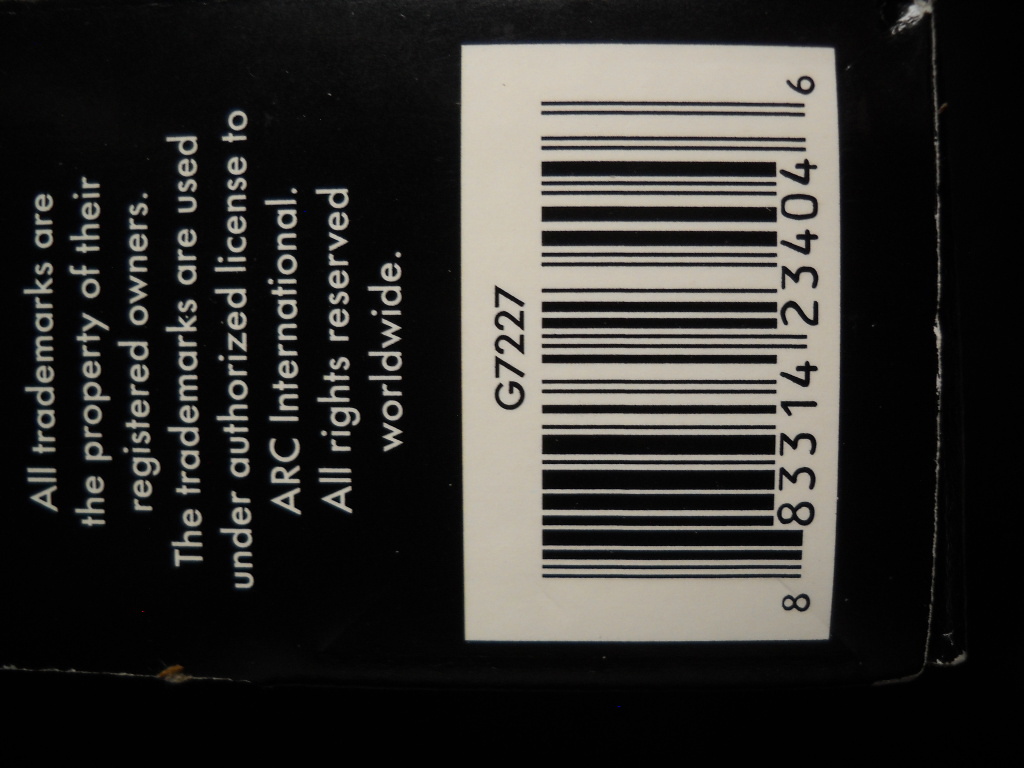 All trademarks are
the property of their
registered owners.
The trademarks are used
under authorized license to
ARC International.
All rights reserved
worldwide.
G7227
8 83314 23404 6